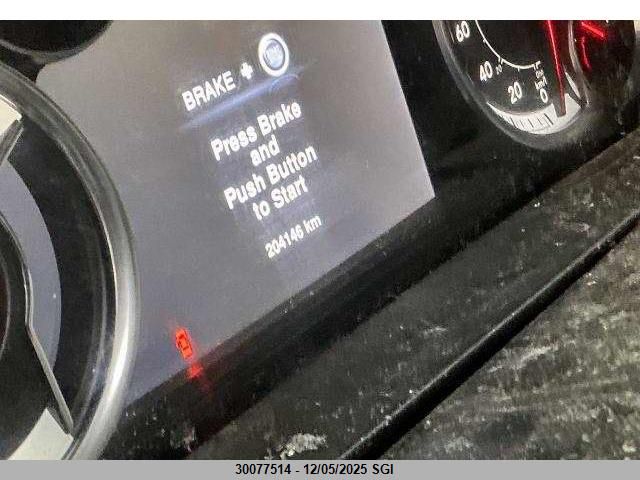 BRAKE +
Press Brake
and
Push Button
to Start
204146 km
60
40
20
20
0
30077514 - 12/05/2025 SGI